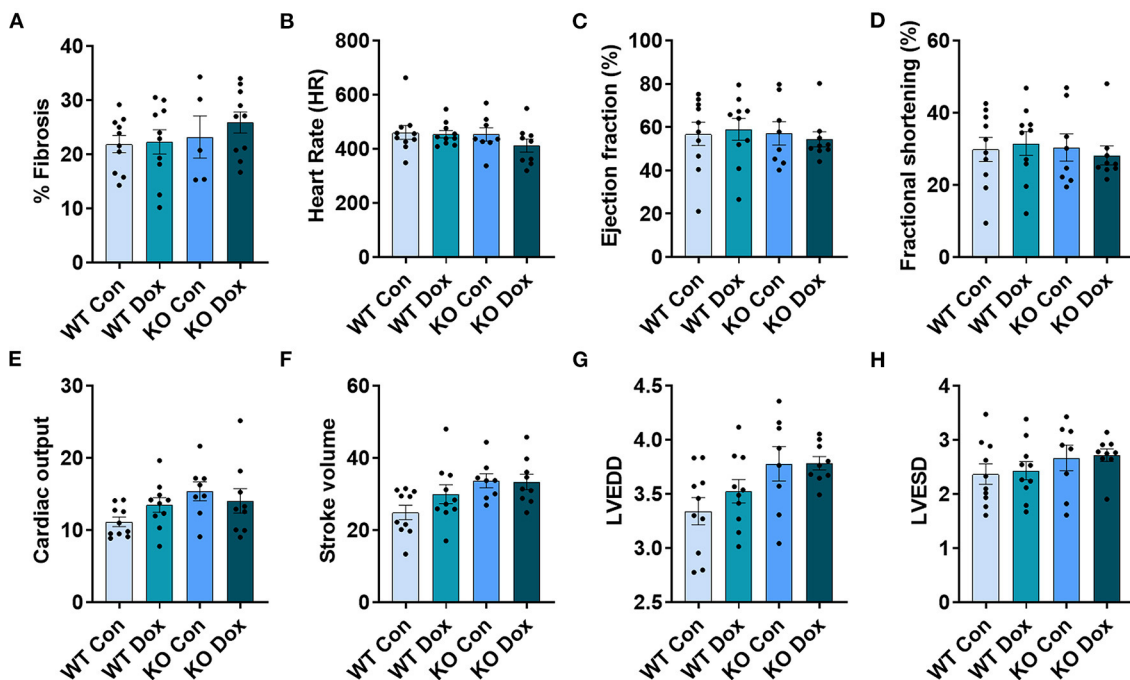 A
% Fibrosis
40
30
20
10
0
WT Con
WT Dox
KO Con
KO Dox
B
Heart Rate (HR)
800
600
400
200
0
WT Con
WT Dox
KO Con
KO Dox
C
Ejection fraction (%)
100
80
60
40
20
0
WT Con
WT Dox
KO Con
KO Dox
D
Fractional shortening (%)
60
40
20
0
WT Con
WT Dox
KO Con
KO Dox
E
Cardiac output
30
20
10
0
WT Con
WT Dox
KO Con
KO Dox
F
Stroke volume
60
40
20
0
WT Con
WT Dox
KO Con
KO Dox
G
LVEDD
4.5
4.0
3.5
3.0
2.5
WT Con
WT Dox
KO Con
KO Dox
H
LVESD
4
3
2
1
0
WT Con
WT Dox
KO Con
KO Dox